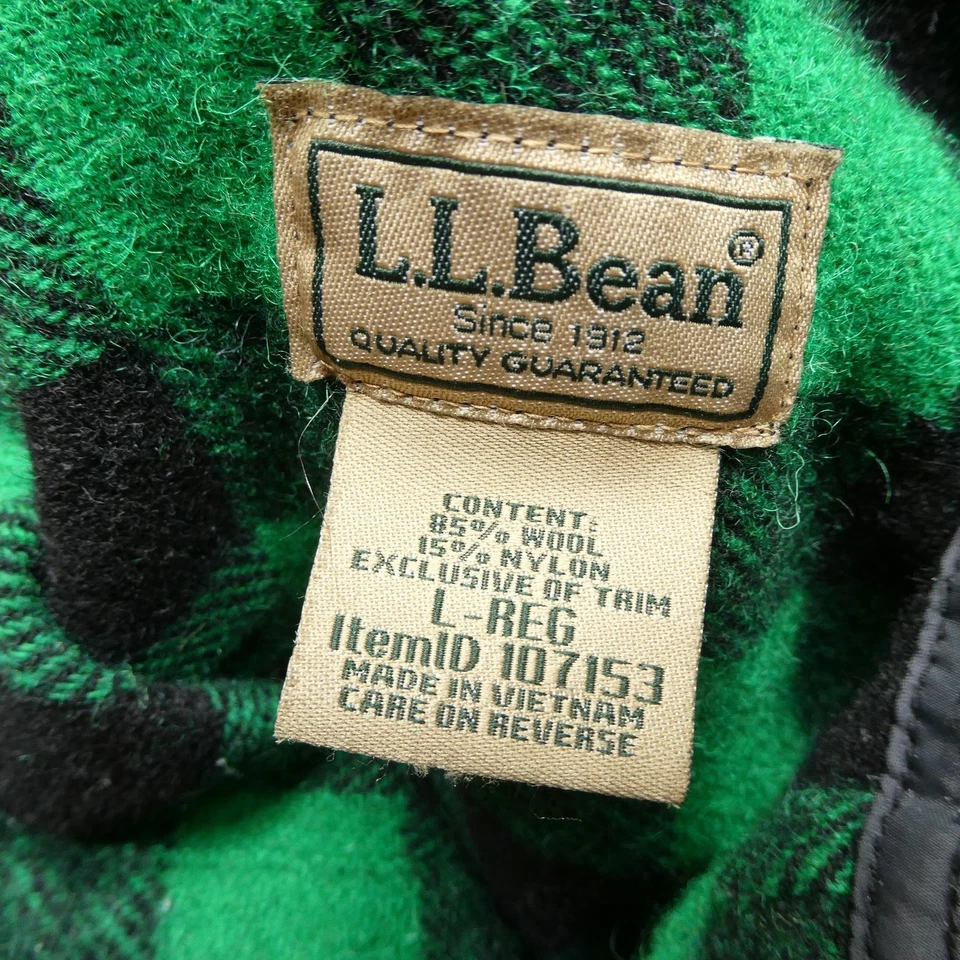 L.L.Bean®
Since 1912
QUALITY GUARANTEED
CONTENT:
85% WOOL
15% NYLON
EXCLUSIVE OF TRIM
L-REG
ItemID 107153
MADE IN VIETNAM
CARE ON REVERSE